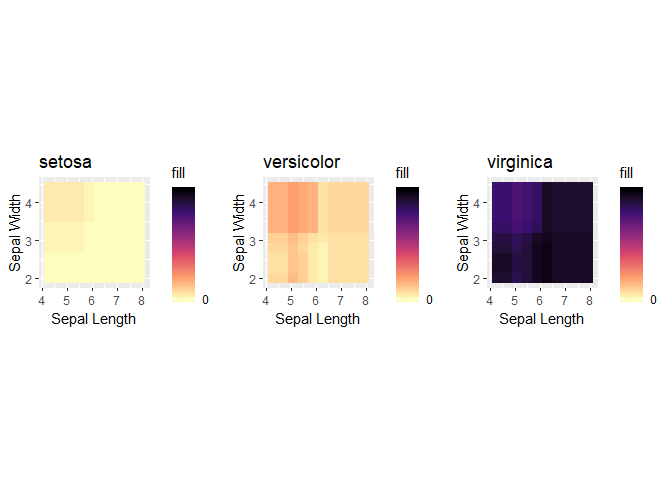 setosa
fill
Sepal Width
4
3
2
0
4 5 6 7 8
Sepal Length
versicolor
fill
Sepal Width
4
3
2
0
4 5 6 7 8
Sepal Length
virginica
fill
Sepal Width
4
3
2
0
4 5 6 7 8
Sepal Length